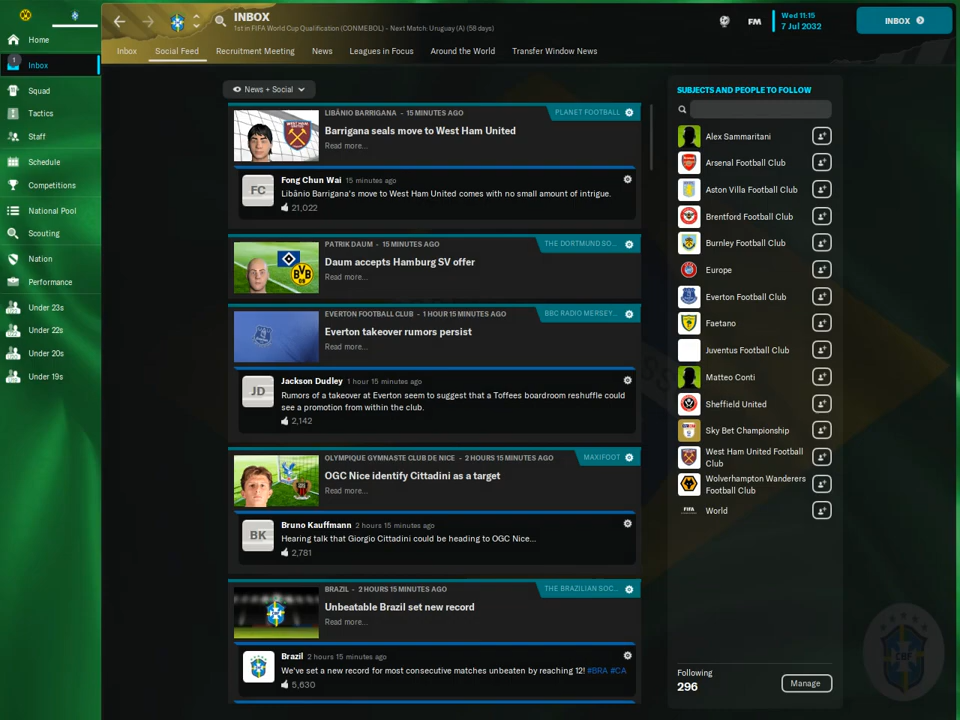 INBOX
1st in FIFA World Cup Qualification (CONMEBOL) - Next Match: Uruguay (A) (58 days)
FM
Wed 11:15
7 Jul 2032
INBOX
Inbox
Social Feed
Recruitment Meeting
News
Leagues in Focus
Around the World
Transfer Window News
Home
1
Inbox
Squad
Tactics
Staff
Schedule
Competitions
National Pool
Scouting
Nation
Performance
Under 23s
Under 22s
Under 20s
Under 19s
News + Social
LIBÂNIO BARRIGANA - 15 MINUTES AGO
PLANET FOOTBALL
Barrigana seals move to West Ham United
Read more...
FC
Fong Chun Wai 15 minutes ago
Libânio Barrigana's move to West Ham United comes with no small amount of intrigue.
21,022
PATRIK DAUM - 15 MINUTES AGO
THE DORTMUND SO...
Daum accepts Hamburg SV offer
Read more...
EVERTON FOOTBALL CLUB - 1 HOUR 15 MINUTES AGO
BBC RADIO MERSEY...
Everton takeover rumors persist
Read more...
JD
Jackson Dudley 1 hour 15 minutes ago
Rumors of a takeover at Everton seem to suggest that a Toffees boardroom reshuffle could
see a promotion from within the club.
2,142
OLYMPIQUE GYMNASTE CLUB DE NICE - 2 HOURS 15 MINUTES AGO
MAXIFOOT
OGC Nice identify Cittadini as a target
Read more...
BK
Bruno Kauffmann 2 hours 15 minutes ago
Hearing talk that Giorgio Cittadini could be heading to OGC Nice...
2,781
BRAZIL - 2 HOURS 15 MINUTES AGO
THE BRAZILIAN SOC...
Unbeatable Brazil set new record
Read more...
Brazil 2 hours 15 minutes ago
We've set a new record for most consecutive matches unbeaten by reaching 12! #BRA #CA
5,630
SUBJECTS AND PEOPLE TO FOLLOW
Alex Sammaritani
Arsenal Football Club
Aston Villa Football Club
Brentford Football Club
Burnley Football Club
Europe
Everton Football Club
Faetano
Juventus Football Club
Matteo Conti
Sheffield United
Sky Bet Championship
West Ham United Football
Club
Wolverhampton Wanderers
Football Club
FIFA
World
Following
296
Manage